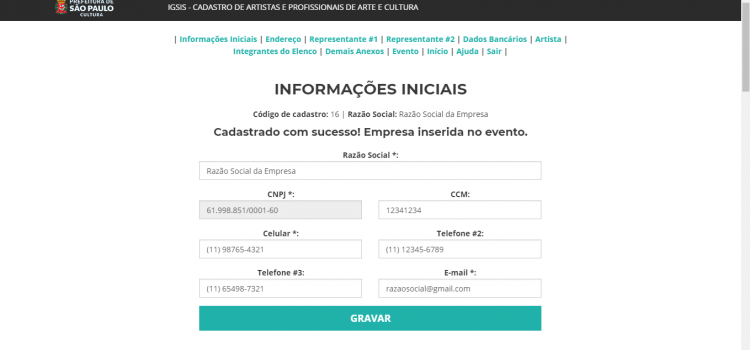 PREFEITURA DE
SÃO PAULO
CULTURA
IGSIS - CADASTRO DE ARTISTAS E PROFISSIONAIS DE ARTE E CULTURA
| Informações Iniciais | Endereço | Representante #1 | Representante #2 | Dados Bancários | Artista |
Integrantes do Elenco | Demais Anexos | Evento | Início | Ajuda | Sair |
INFORMAÇÕES INICIAIS
Código de cadastro: 16 | Razão Social: Razão Social da Empresa
Cadastrado com sucesso! Empresa inserida no evento.
Razão Social *:
Razão Social da Empresa
CNPJ *: CCM:
61.998.851/0001-60 12341234
Celular *: Telefone #2:
(11) 98765-4321 (11) 12345-6789
Telefone #3: E-mail *:
(11) 65498-7321 razaosocial@gmail.com
GRAVAR